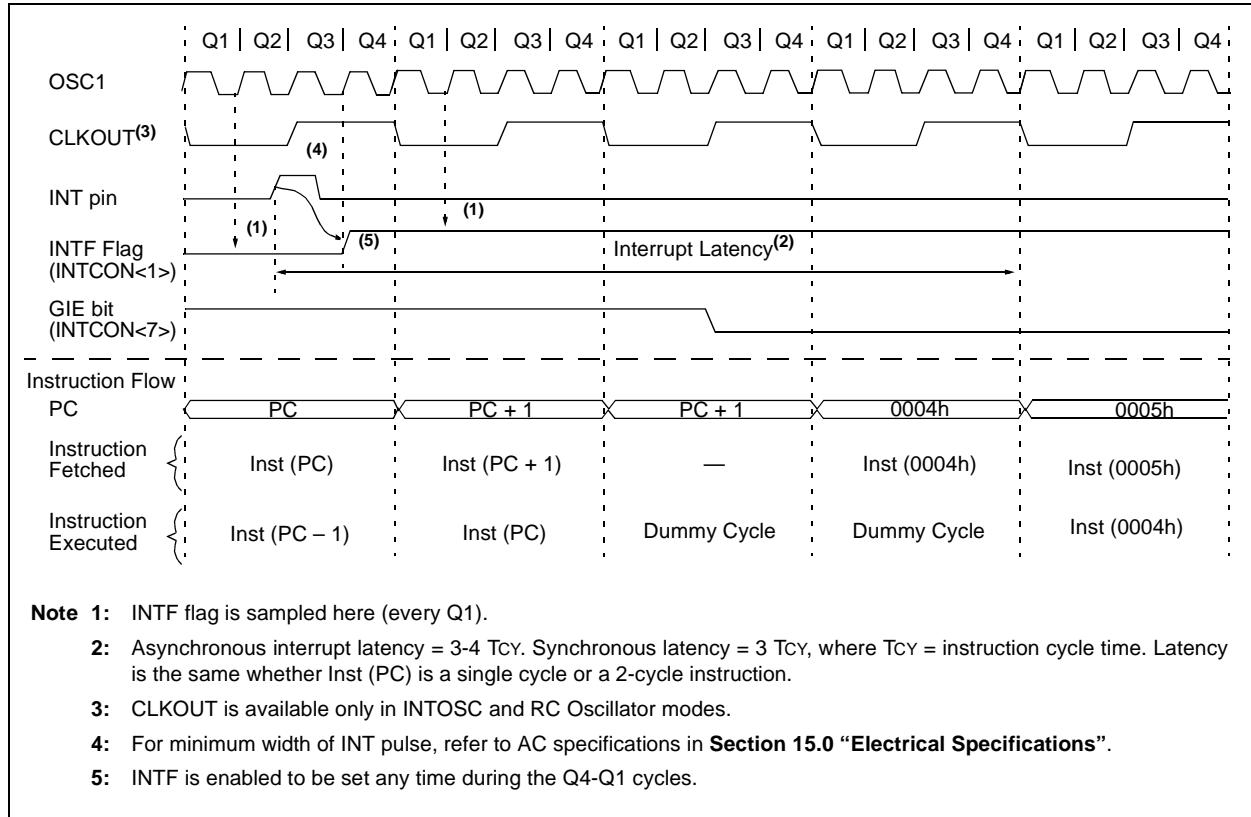 Q1 | Q2 | Q3 | Q4 Q1 | Q2 | Q3 | Q4 Q1 | Q2 | Q3 | Q4 Q1 | Q2 | Q3 | Q4 Q1 | Q2 | Q3 | Q4
OSC1
CLKOUT(3)
(4)
INT pin
(1)
(1)
(5)
INTF Flag
(INTCON<1>)
Interrupt Latency(2)
GIE bit
(INTCON<7>)
Instruction Flow
PC PC PC + 1 PC + 1 0004h 0005h
Instruction
Fetched
Inst (PC) Inst (PC + 1) — Inst (0004h) Inst (0005h)
Instruction
Executed
Inst (PC – 1) Inst (PC) Dummy Cycle Dummy Cycle Inst (0004h)
Note 1: INTF flag is sampled here (every Q1).
2: Asynchronous interrupt latency = 3-4 TCY. Synchronous latency = 3 TCY, where TCY = instruction cycle time. Latency
is the same whether Inst (PC) is a single cycle or a 2-cycle instruction.
3: CLKOUT is available only in INTOSC and RC Oscillator modes.
4: For minimum width of INT pulse, refer to AC specifications in Section 15.0 “Electrical Specifications”.
5: INTF is enabled to be set any time during the Q4-Q1 cycles.